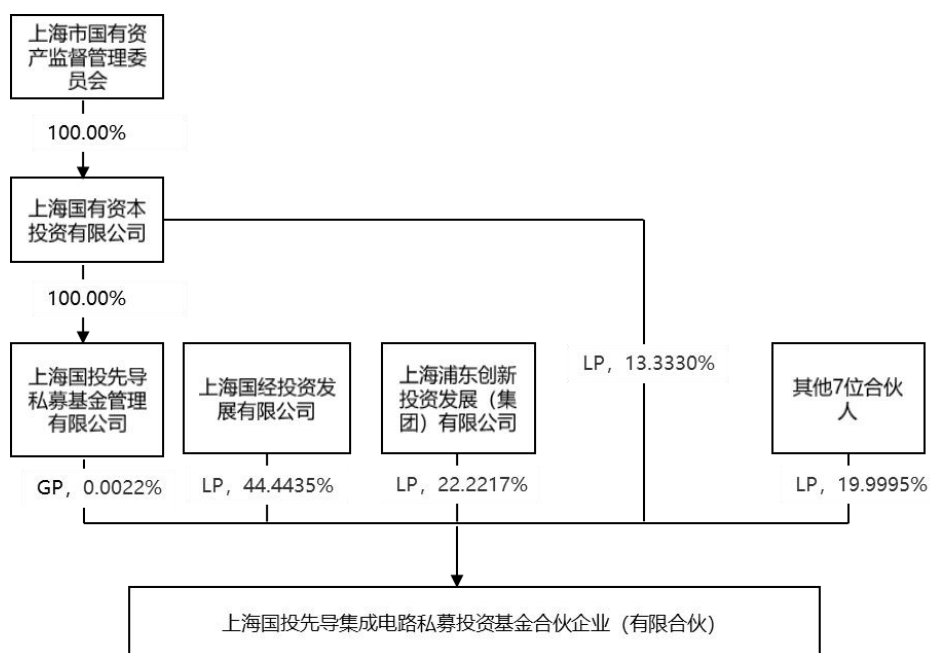 上海市国有资
产监督管理委
员会
100.00%
上海国有资本
投资有限公司
100.00%
上海国投先导
私募基金管理
有限公司
上海国经投资发
展有限公司
上海浦东创新
投资发展（集
团）有限公司
LP，13.3330%
其他7位合伙
人
GP，0.0022%
LP，44.4435%
LP，22.2217%
LP，19.9995%
上海国投先导集成电路私募投资基金合伙企业（有限合伙）